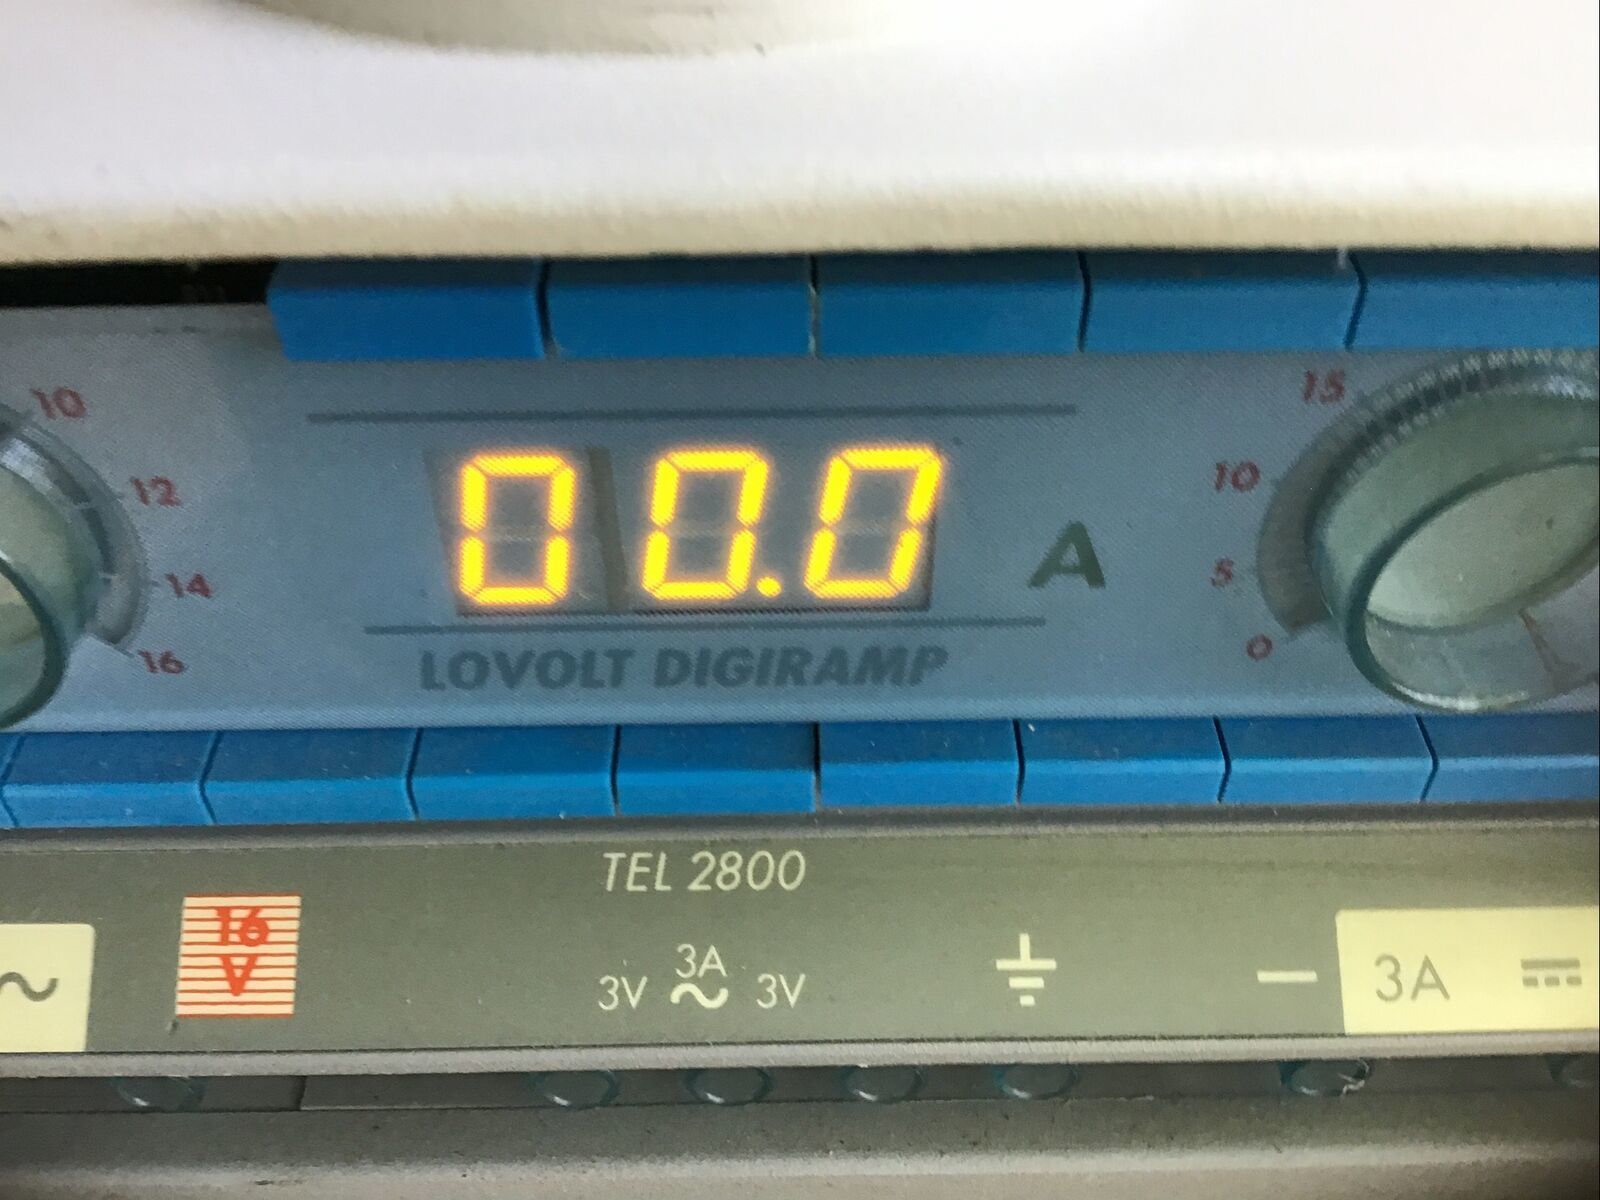 10
12
14
16
00.0
A
LOVOLT DIGIRAMP
15
10
5
0
TEL 2800
16
V
3A
3V ~ 3V
3A